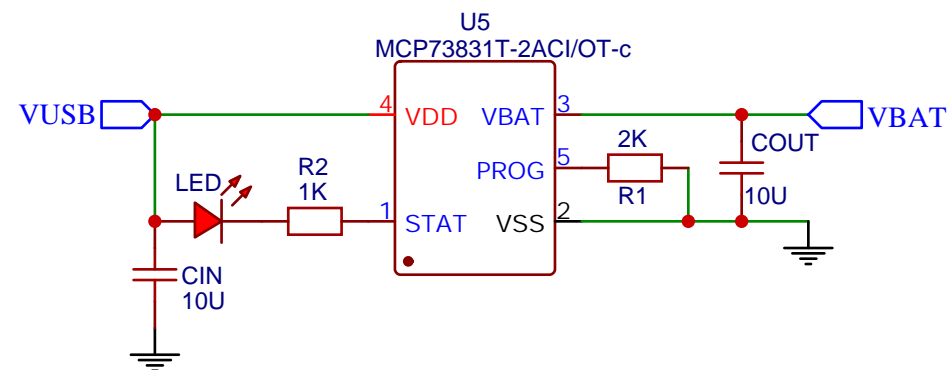 U5
MCP73831T-2ACI/OT-c
VUSB
4
VDD
VBAT
3
VBAT
LED
R2
1K
1
STAT
PROG
5
2K
R1
VSS
2
COUT
10U
CIN
10U